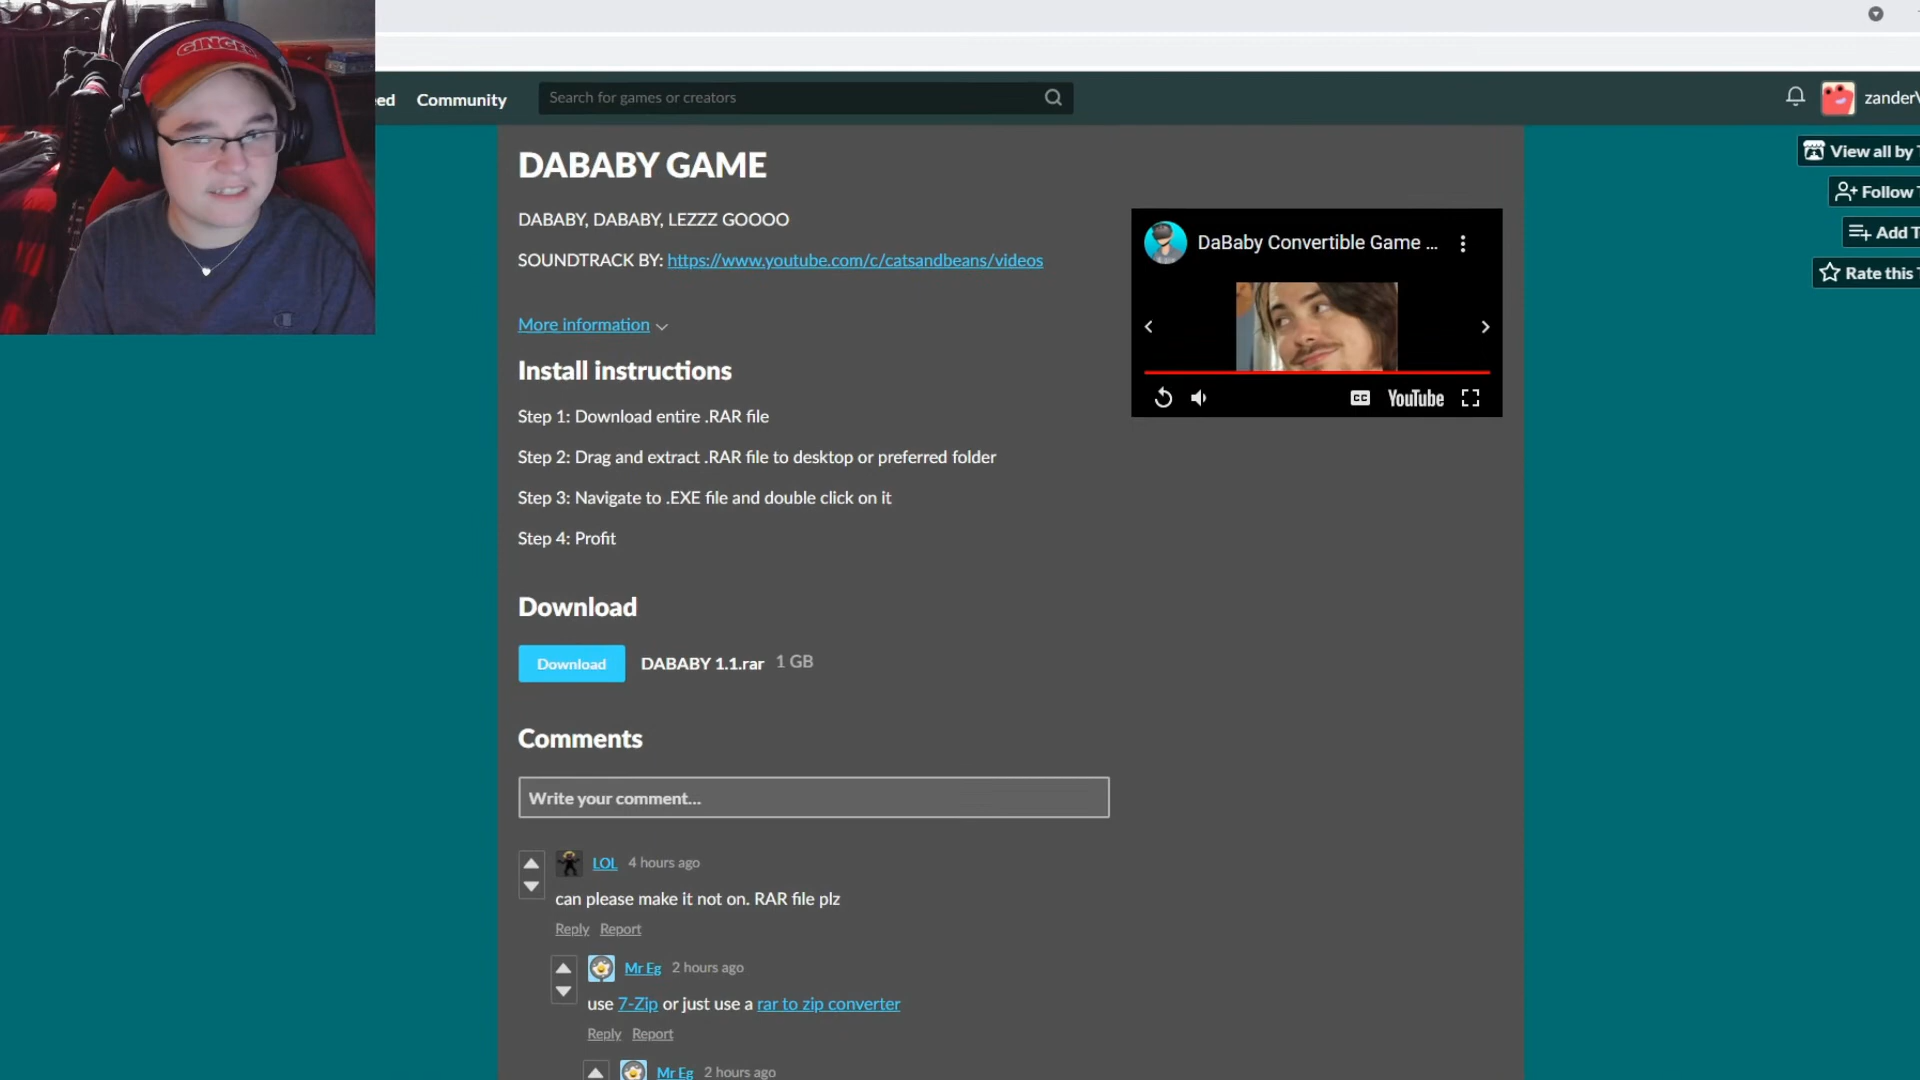 GINGER
ed
Community
Search for games or creators
zander
View all by T
Follow T
Add T
Rate this T
DABABY GAME
DABABY, DABABY, LEZZZ GOOOO
SOUNDTRACK BY: https://www.youtube.com/c/catsandbeans/videos
DaBaby Convertible Game ...
CC YouTube
More information
Install instructions
Step 1: Download entire .RAR file
Step 2: Drag and extract .RAR file to desktop or preferred folder
Step 3: Navigate to .EXE file and double click on it
Step 4: Profit
Download
Download DABABY 1.1.rar 1 GB
Comments
Write your comment...
LOL 4 hours ago
can please make it not on. RAR file plz
Reply Report
Mr Eg 2 hours ago
use 7-Zip or just use a rar to zip converter
Reply Report
Mr Eg 2 hours ago